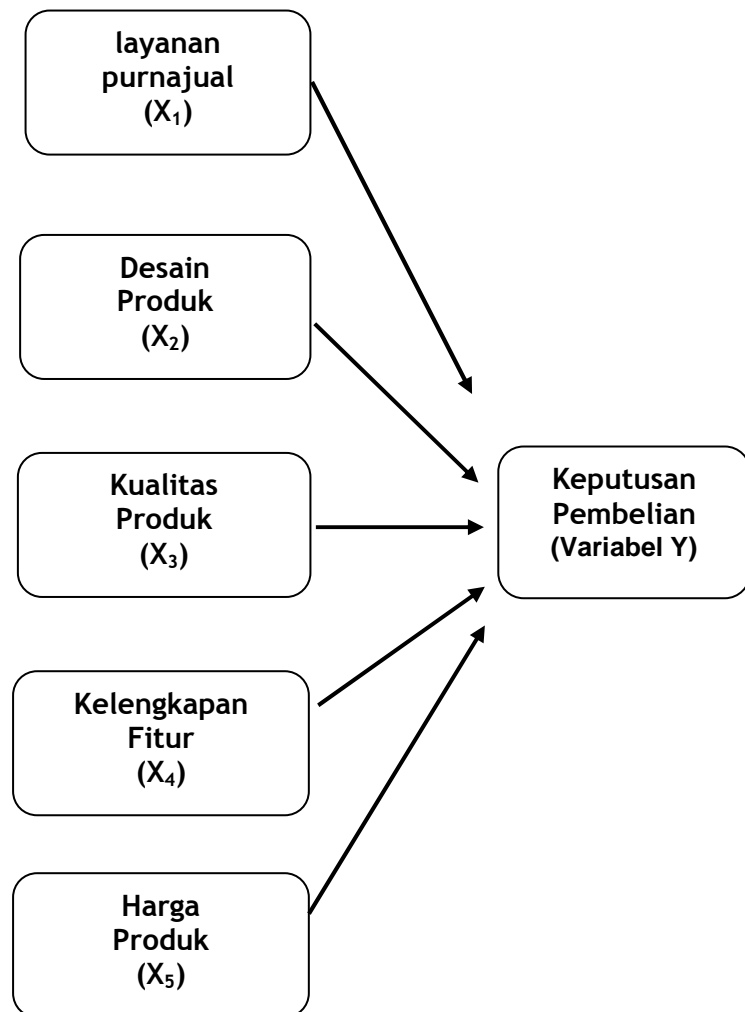 layanan
purnajual
(X₁)
Desain
Produk
(X₂)
Kualitas
Produk
(X₃)
Keputusan
Pembelian
(Variabel Y)
Kelengkapan
Fitur
(X₄)
Harga
Produk
(X₅)